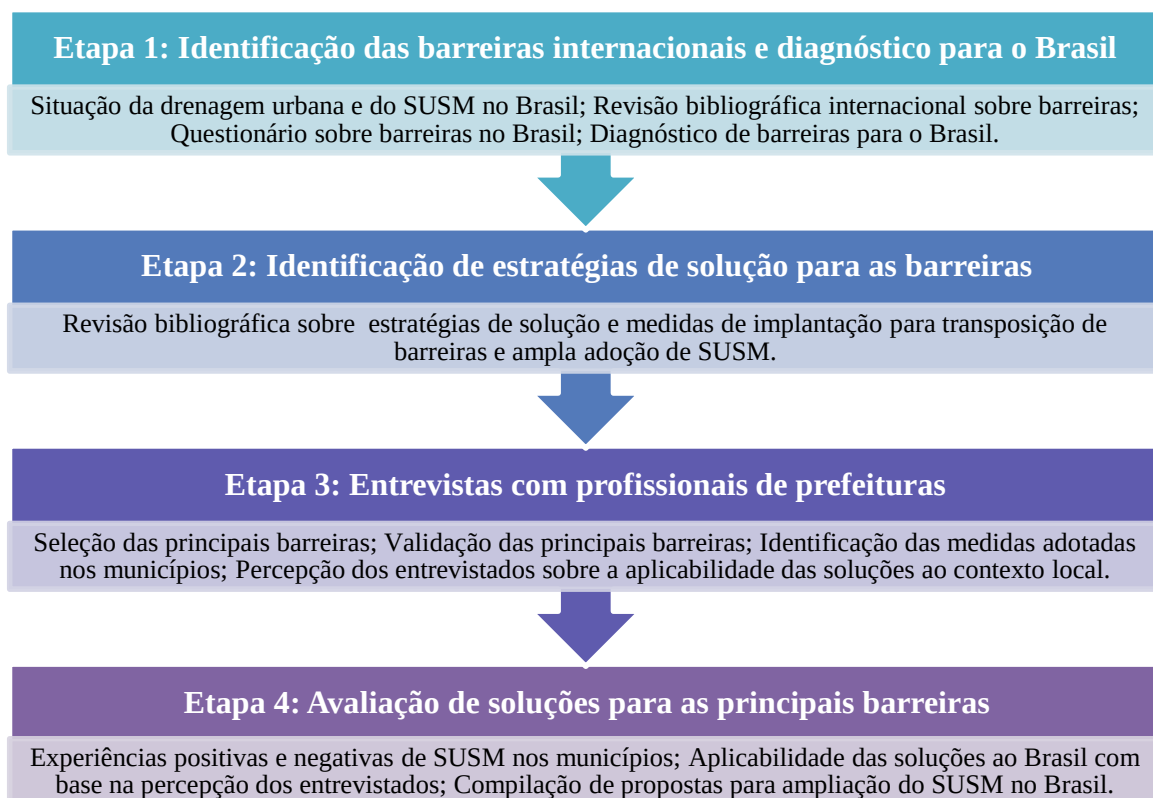 Etapa 1: Identificação das barreiras internacionais e diagnóstico para o Brasil
Situação da drenagem urbana e do SUSM no Brasil; Revisão bibliográfica internacional sobre barreiras;
Questionário sobre barreiras no Brasil; Diagnóstico de barreiras para o Brasil.
Etapa 2: Identificação de estratégias de solução para as barreiras
Revisão bibliográfica sobre estratégias de solução e medidas de implantação para transposição de
barreiras e ampla adoção de SUSM.
Etapa 3: Entrevistas com profissionais de prefeituras
Seleção das principais barreiras; Validação das principais barreiras; Identificação das medidas adotadas
nos municípios; Percepção dos entrevistados sobre a aplicabilidade das soluções ao contexto local.
Etapa 4: Avaliação de soluções para as principais barreiras
Experiências positivas e negativas de SUSM nos municípios; Aplicabilidade das soluções ao Brasil com
base na percepção dos entrevistados; Compilação de propostas para ampliação do SUSM no Brasil.